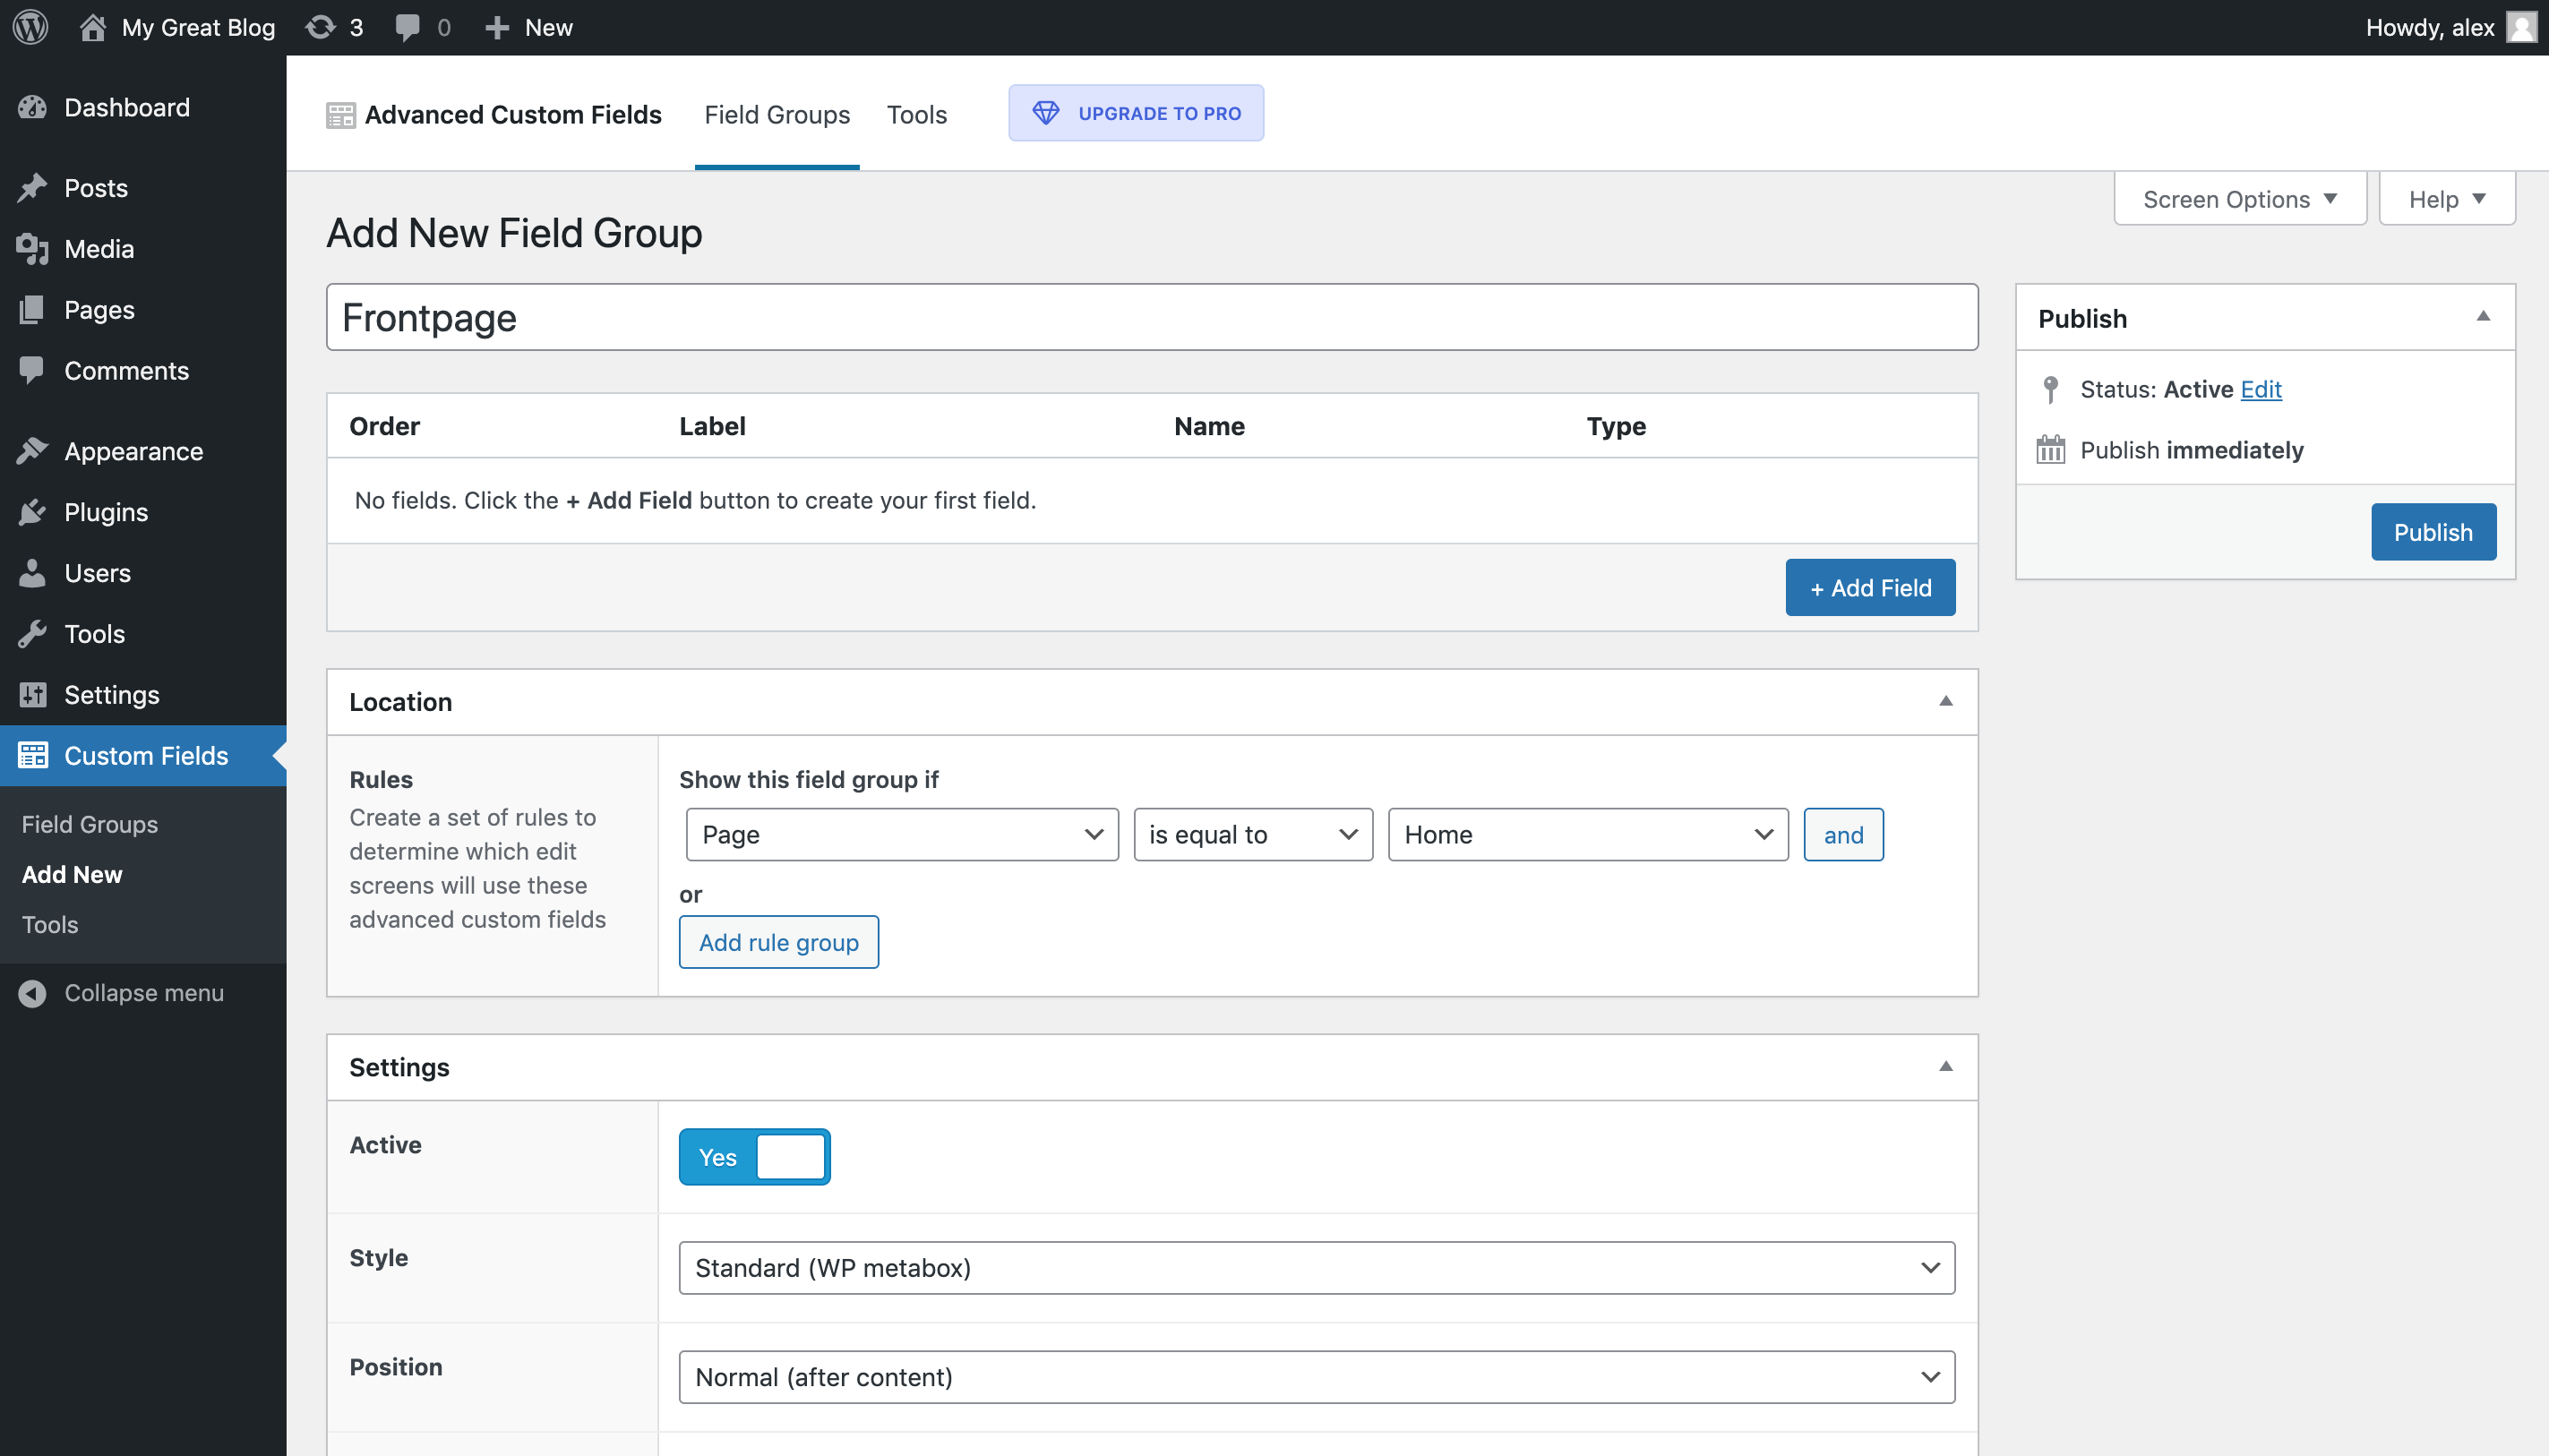 My Great Blog 3 0 New Howdy, alex
Dashboard
Posts
Media
Pages
Comments
Appearance
Plugins
Users
Tools
Settings
Custom Fields
Field Groups
Add New
Tools
Collapse menu
Advanced Custom Fields Field Groups Tools UPGRADE TO PRO
Screen Options Help
Add New Field Group
Frontpage
Order Label Name Type
No fields. Click the + Add Field button to create your first field.
+ Add Field
Location
Rules
Create a set of rules to
determine which edit
screens will use these
advanced custom fields
Show this field group if
Page is equal to Home and
or
Add rule group
Settings
Active Yes
Style Standard (WP metabox)
Position Normal (after content)
Publish
Status: Active Edit
Publish immediately
Publish